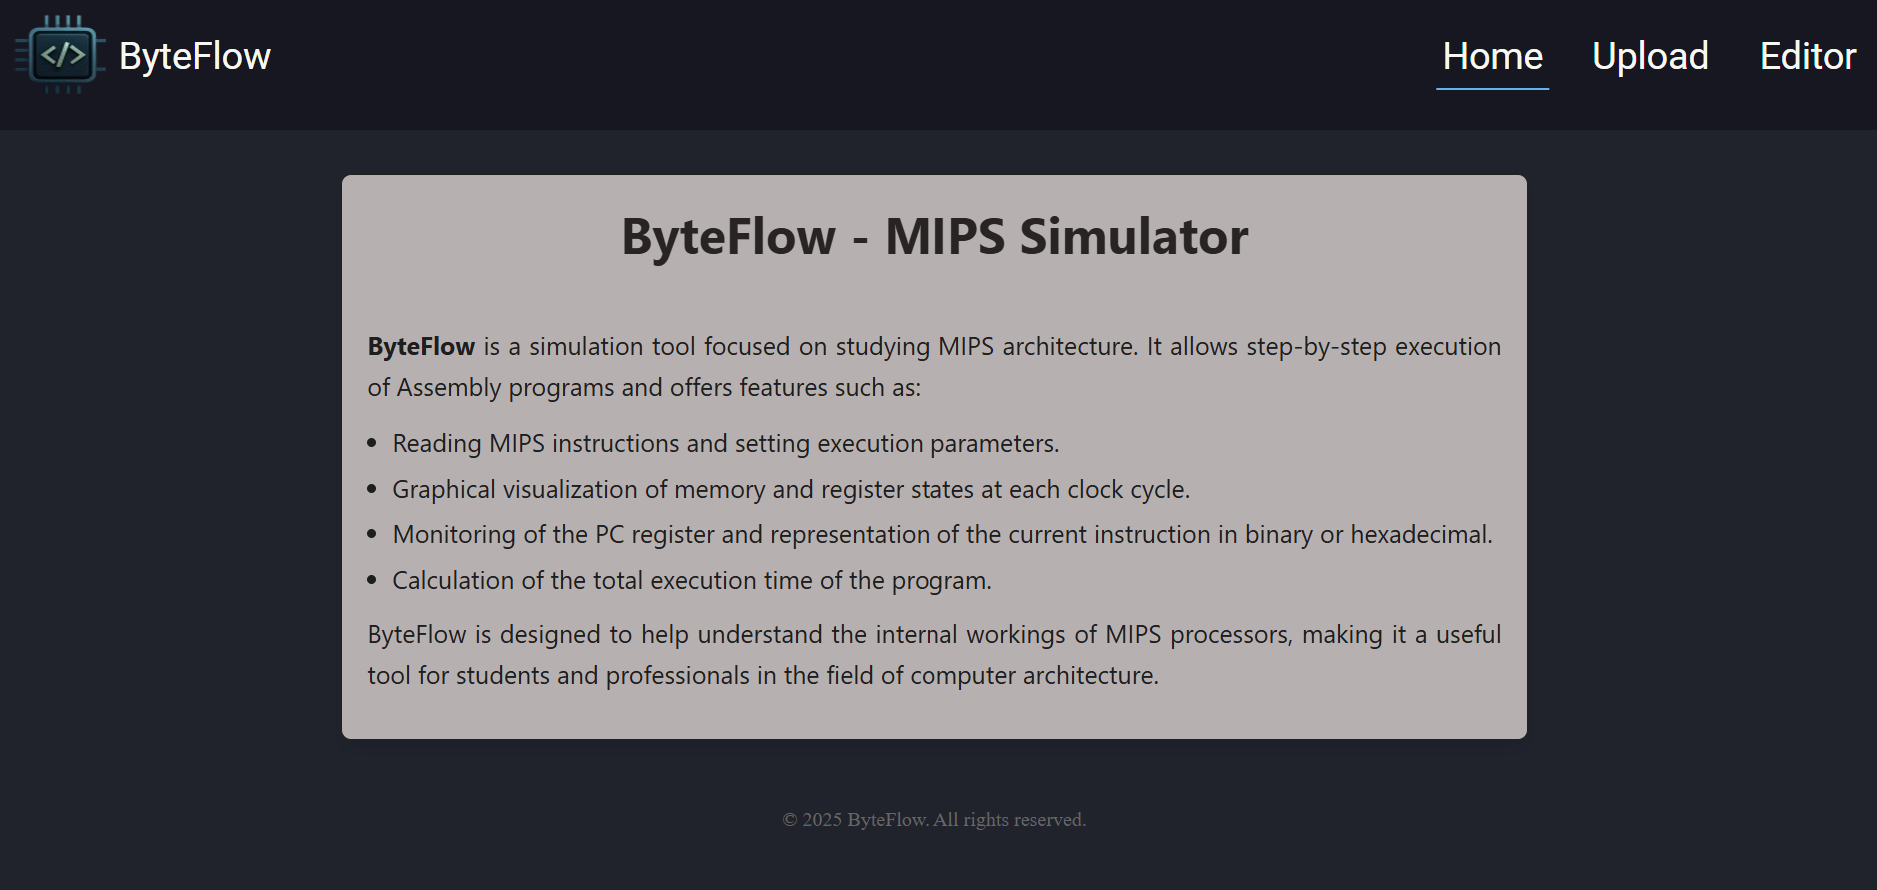 </> ByteFlow
Home Upload Editor
ByteFlow - MIPS Simulator
ByteFlow is a simulation tool focused on studying MIPS architecture. It allows step-by-step execution
of Assembly programs and offers features such as:
• Reading MIPS instructions and setting execution parameters.
• Graphical visualization of memory and register states at each clock cycle.
• Monitoring of the PC register and representation of the current instruction in binary or hexadecimal.
• Calculation of the total execution time of the program.
ByteFlow is designed to help understand the internal workings of MIPS processors, making it a useful
tool for students and professionals in the field of computer architecture.
© 2025 ByteFlow. All rights reserved.